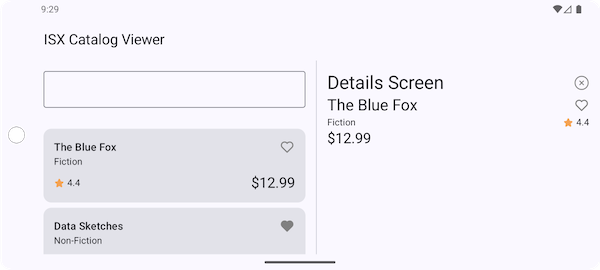 9:29
ISX Catalog Viewer
The Blue Fox
Fiction
4.4
$12.99
Data Sketches
Non-Fiction
Details Screen
The Blue Fox
Fiction
4.4
$12.99